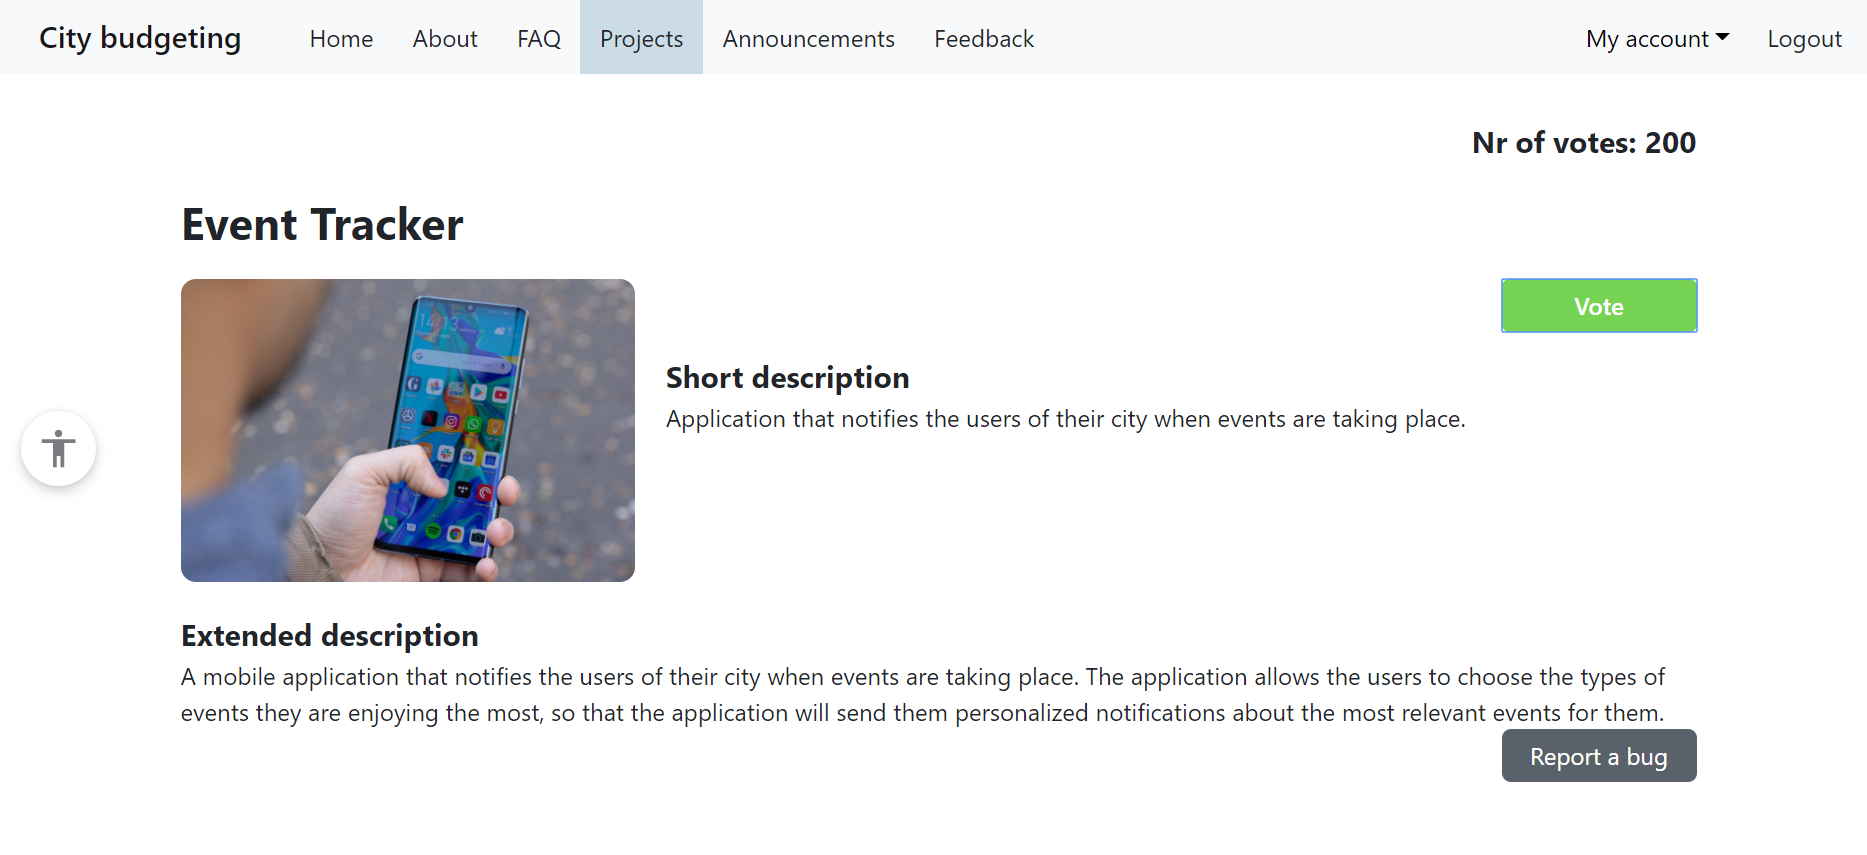 City budgeting Home About FAQ Projects Announcements Feedback My account Logout
Nr of votes: 200
Event Tracker
14:13
Vote
Short description
Application that notifies the users of their city when events are taking place.
Extended description
A mobile application that notifies the users of their city when events are taking place. The application allows the users to choose the types of
events they are enjoying the most, so that the application will send them personalized notifications about the most relevant events for them.
Report a bug